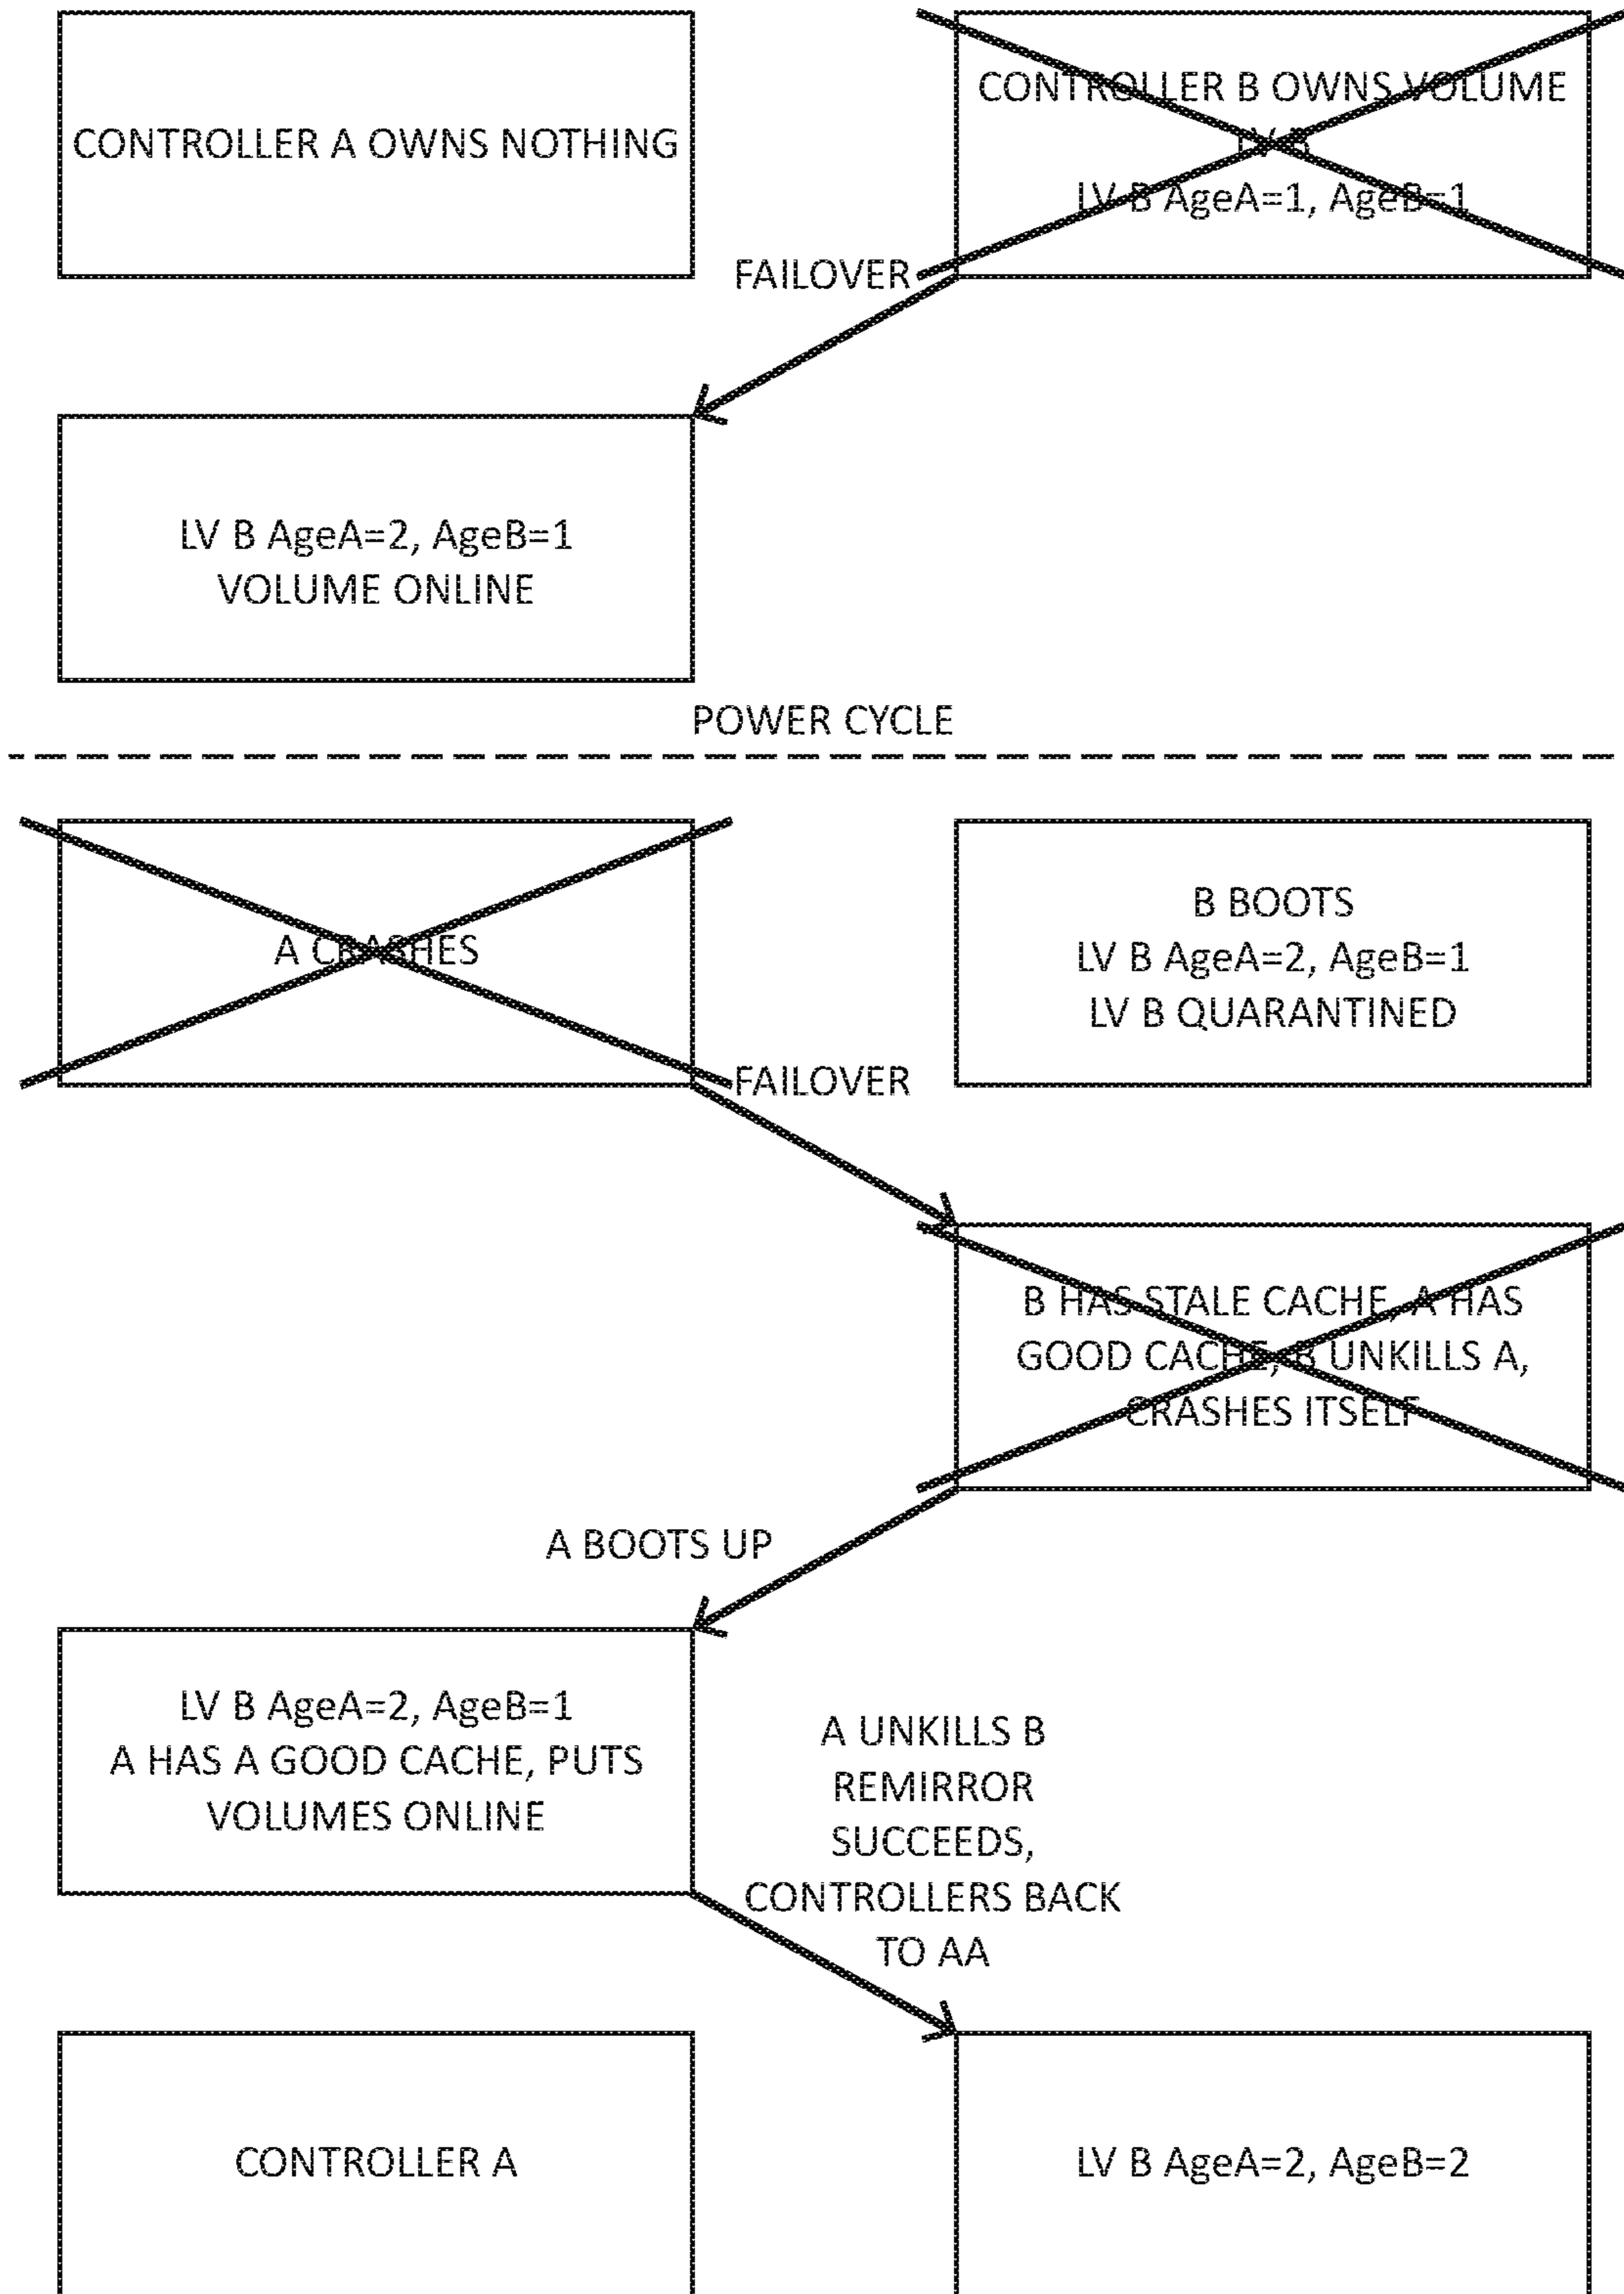 CONTROLLER A OWNS NOTHING
CONTROLLER B OWNS VOLUME
LV B
LV B AgeA=1, AgeB=1
FAILOVER
LV B AgeA=2, AgeB=1
VOLUME ONLINE
POWER CYCLE
A CRASHES
B BOOTS
LV B AgeA=2, AgeB=1
LV B QUARANTINED
FAILOVER
B HAS STALE CACHE, A HAS
GOOD CACHE, B UNKILLS A,
CRASHES ITSELF
A BOOTS UP
LV B AgeA=2, AgeB=1
A HAS A GOOD CACHE, PUTS
VOLUMES ONLINE
A UNKILLS B
REMIRROR
SUCCEEDS,
CONTROLLERS BACK
TO AA
CONTROLLER A
LV B AgeA=2, AgeB=2